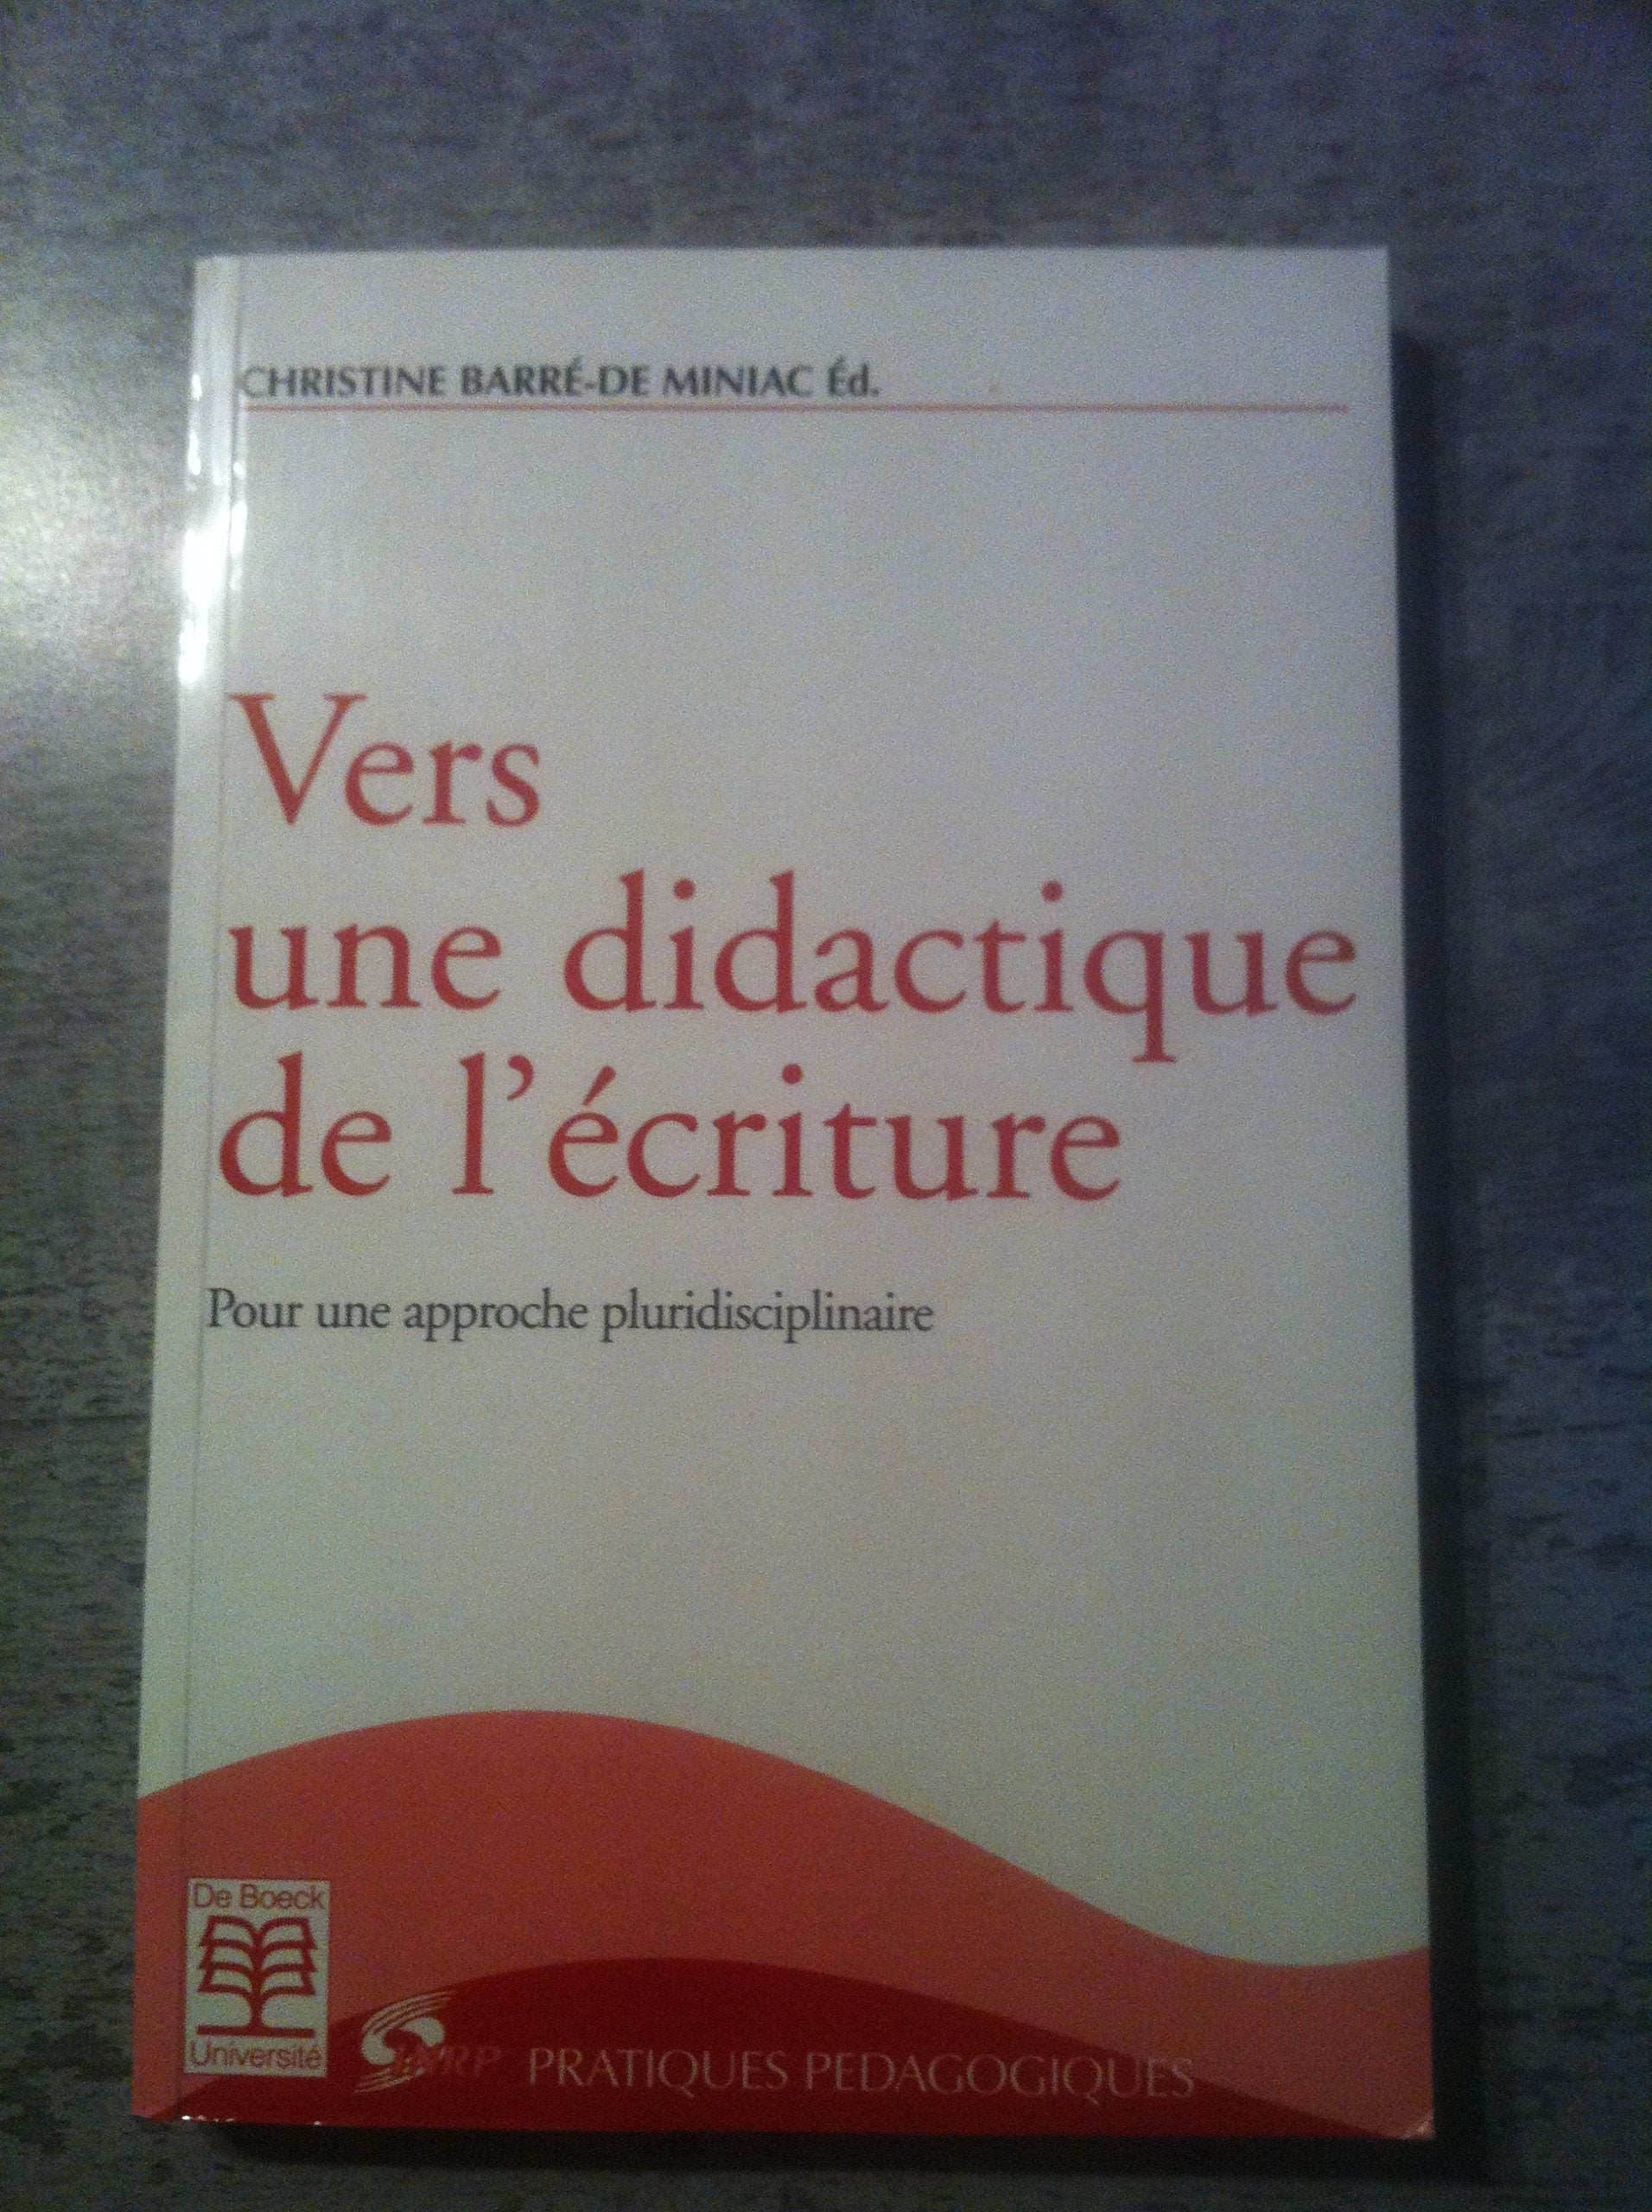 CHRISTINE BARRÉ-DE MINIAC Éd.
Vers
une didactique
de l'écriture
Pour une approche pluridisciplinaire
De Boeck
Université
INRP PRATIQUES PEDAGOGIQUES